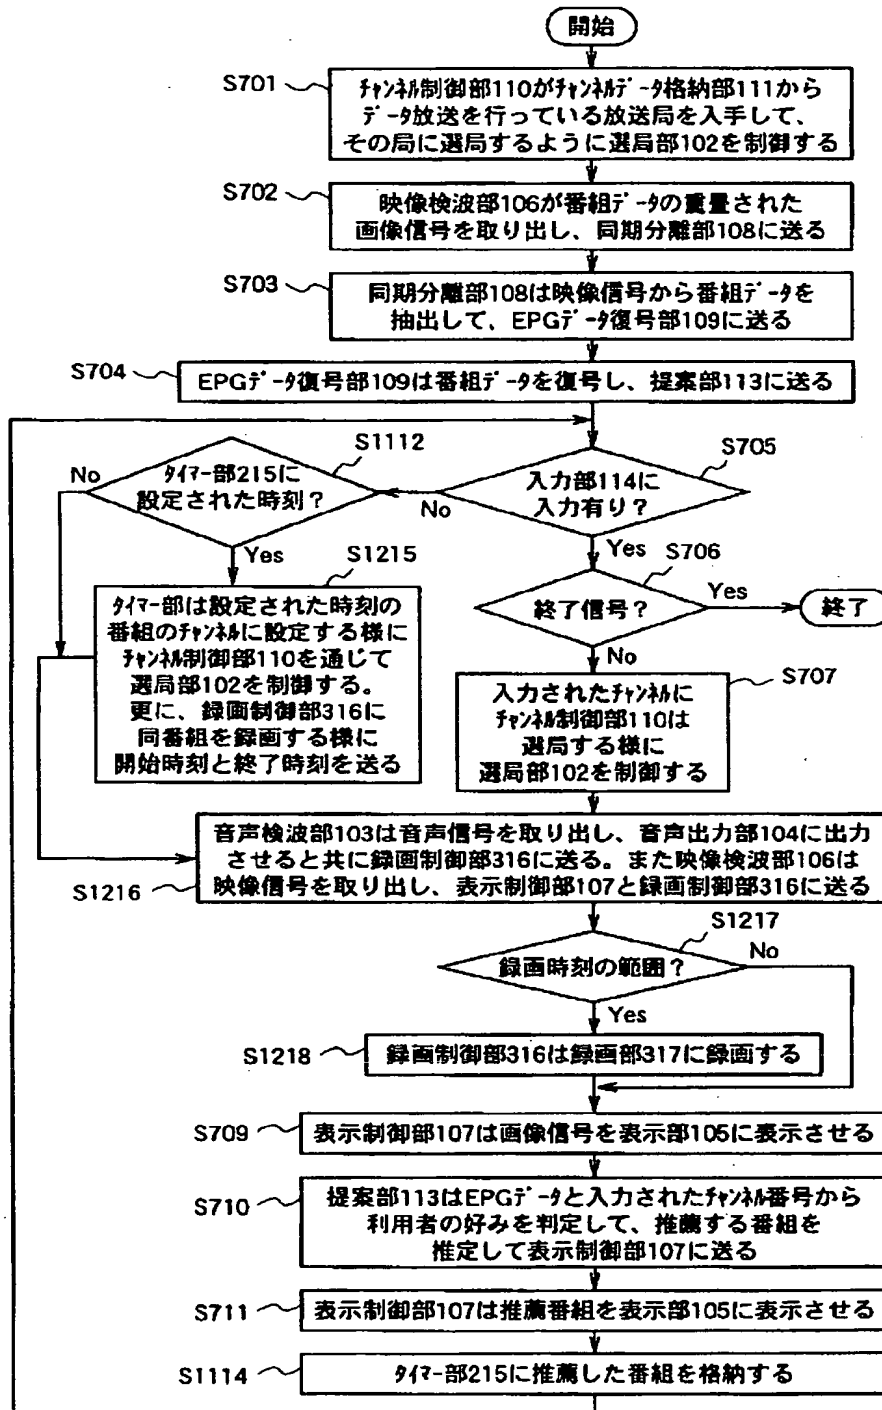 開始
S701
チャンネル制御部110がチャンネルデータ格納部111から
データ放送を行っている放送局を入手して、
その局に選局するように選局部102を制御する
S702
映像検波部106が番組データの重畳された
画像信号を取り出し、同期分離部108に送る
S703
同期分離部108は映像信号から番組データを
抽出して、EPGデータ復号部109に送る
S704
EPGデータ復号部109は番組データを復号し、提案部113に送る
S1112
タイマー部215に
設定された時刻?
No
Yes
S705
入力部114に
入力有り?
No
Yes
S1215
タイマー部は設定された時刻の
番組のチャンネルに設定する様に
チャンネル制御部110を通じて
選局部102を制御する。
更に、録画制御部316に
同番組を録画する様に
開始時刻と終了時刻を送る
S706
終了信号?
Yes
終了
No
S707
入力されたチャンネルに
チャンネル制御部110は
選局する様に
選局部102を制御する
S1216
音声検波部103は音声信号を取り出し、音声出力部104に出力
させると共に録画制御部316に送る。また映像検波部106は
映像信号を取り出し、表示制御部107と録画制御部316に送る
S1217
録画時刻の範囲?
No
Yes
S1218
録画制御部316は録画部317に録画する
S709
表示制御部107は画像信号を表示部105に表示させる
S710
提案部113はEPGデータと入力されたチャンネル番号から
利用者の好みを判定して、推薦する番組を
推定して表示制御部107に送る
S711
表示制御部107は推薦番組を表示部105に表示させる
S1114
タイマー部215に推薦した番組を格納する